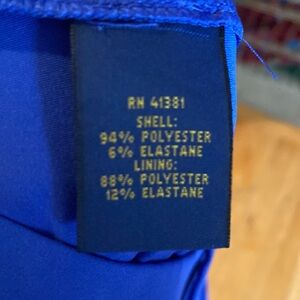 RN 41381
SHELL:
94% POLYESTER
6% ELASTANE
LINING:
88% POLYESTER
12% ELASTANE